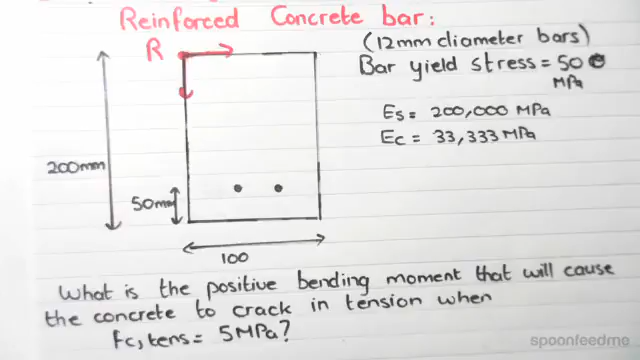 Reinforced Concrete bar:
R
(12mm diameter bars)
Bar yield stress = 500
MPa
Es = 200,000 MPa
Ec = 33,333 MPa
200mm
50mm
100
What is the positive bending moment that will cause
the concrete to crack in tension when
fc,tens = 5MPa?
spoonfeedme